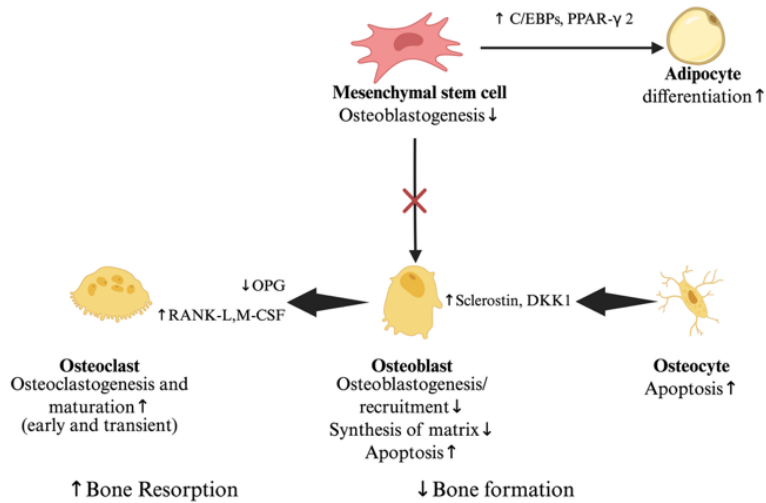 ↑ C/EBPs, PPAR-γ 2
Mesenchymal stem cell
Osteoblastogenesis↓
Adipocyte
differentiation↑
↓OPG
↑RANK-L,M-CSF
↑Sclerostin, DKK1
Osteoclast
Osteoclastogenesis and
maturation↑
(early and transient)
Osteoblast
Osteoblastogenesis/
recruitment↓
Synthesis of matrix↓
Apoptosis↑
Osteocyte
Apoptosis↑
↑Bone Resorption
↓Bone formation